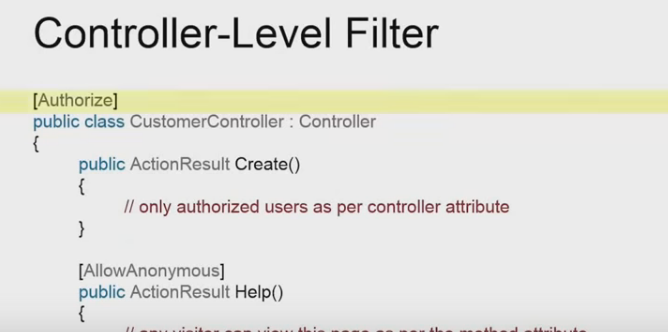 Controller-Level Filter
[Authorize]
public class CustomerController : Controller
{
public ActionResult Create()
{
// only authorized users as per controller attribute
}
[AllowAnonymous]
public ActionResult Help()
{
// any visitor can view this page as per the method attribute